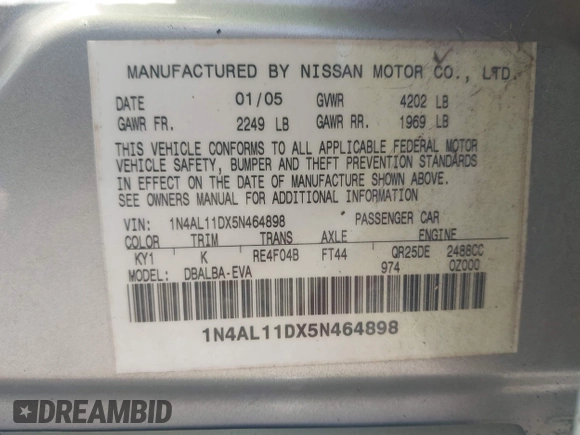 MANUFACTURED BY NISSAN MOTOR CO., LTD.
DATE 01/05 GVWR 4202 LB
GAWR FR. 2249 LB GAWR RR. 1969 LB
THIS VEHICLE CONFORMS TO ALL APPLICABLE FEDERAL MOTOR
VEHICLE SAFETY, BUMPER AND THEFT PREVENTION STANDARDS
IN EFFECT ON THE DATE OF MANUFACTURE SHOWN ABOVE.
SEE OWNERS MANUAL FOR ADDITIONAL INFORMATION
VIN: 1N4AL11DX5N464898 PASSENGER CAR
COLOR TRIM TRANS AXLE ENGINE
KY1 K RE4F04B FT44 QR25DE 2488CC
MODEL: DBALBA-EVA 974 0Z000
1N4AL11DX5N464898
DREAMBID